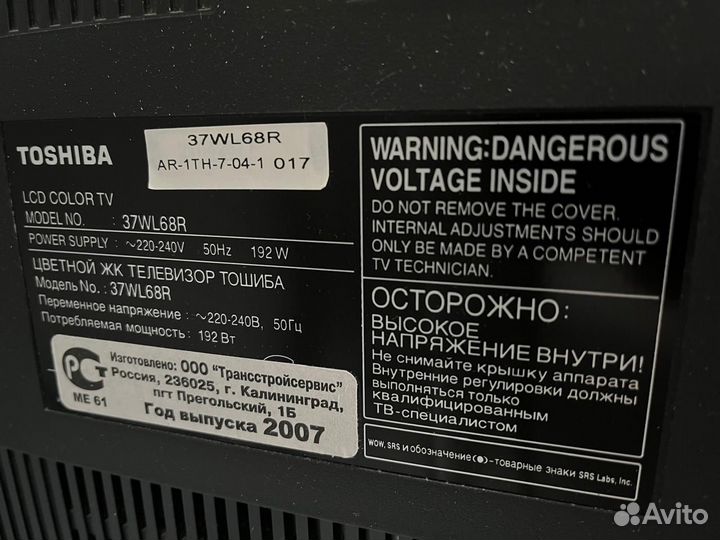 TOSHIBA
37WL68R
AR-1TH-7-04-1 017
LCD COLOR TV
MODEL NO. : 37WL68R
POWER SUPPLY : ~220-240V 50Hz 192 W
ЦВЕТНОЙ ЖК ТЕЛЕВИЗОР ТОШИБА
Модель No. : 37WL68R
Переменное напряжение : ~220-240В, 50Гц
Потребляемая мощность : 192 Вт
РСТ
ME 61
Изготовлено: ООО "Трансстройсервис"
Россия, 236025, г. Калининград,
пгт Прегольский, 1Б
Год выпуска 2007
WARNING:DANGEROUS
VOLTAGE INSIDE
DO NOT REMOVE THE COVER.
INTERNAL ADJUSTMENTS SHOULD
ONLY BE MADE BY A COMPETENT
TV TECHNICIAN.
ОСТОРОЖНО:
ВЫСОКОЕ
НАПРЯЖЕНИЕ ВНУТРИ!
Не снимайте крышку аппарата
Внутренние регулировки должны
выполняться только
квалифицированным
ТВ-специалистом
WOW, SRS и обозначение(●)-товарные знаки SRS Labs, Inc.
Avito